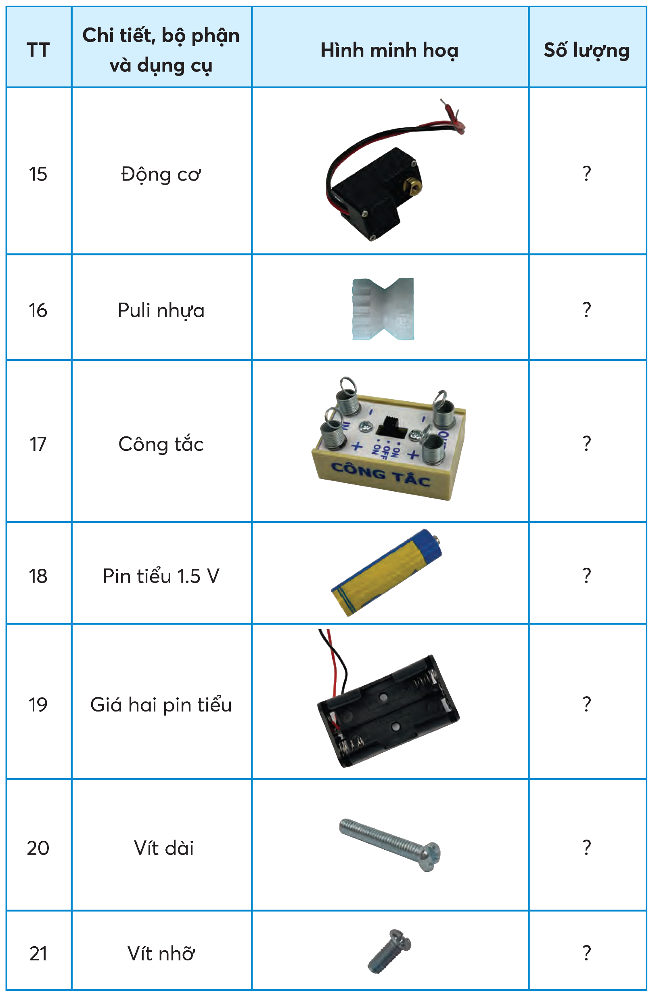 TT
Chi tiết, bộ phận
và dụng cụ
Hình minh hoạ
Số lượng
15
Động cơ
?
16
Puli nhựa
?
17
Công tắc
-
-
IN
+
ON
OFF
ON
+
CÔNG TẮC
?
18
Pin tiểu 1.5 V
?
19
Giá hai pin tiểu
?
20
Vít dài
?
21
Vít nhỡ
?